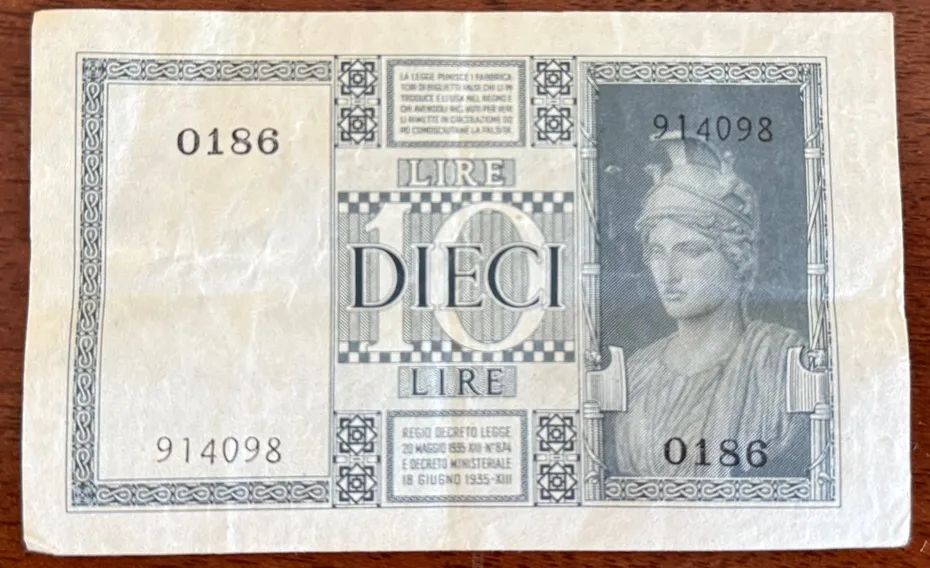 0186
914098
LA LEGGE PUNISCE I FABBRICA
TORI DI BIGLIETTI FALSI CHI LI IN
TRODUCE E LI USA NEL REGNO E
CHI AVENDOLI RICEVUTI PER VERI
LI RIMETTE IN CIRCOLAZIONE DO
PO CONOSCIUTANE LA FALSITÀ
LIRE
10
DIECI
LIRE
REGIO DECRETO LEGGE
20 MAGGIO 1935 XIII N° 874
E DECRETO MINISTERIALE
18 GIUGNO 1935-XIII
914098
0186